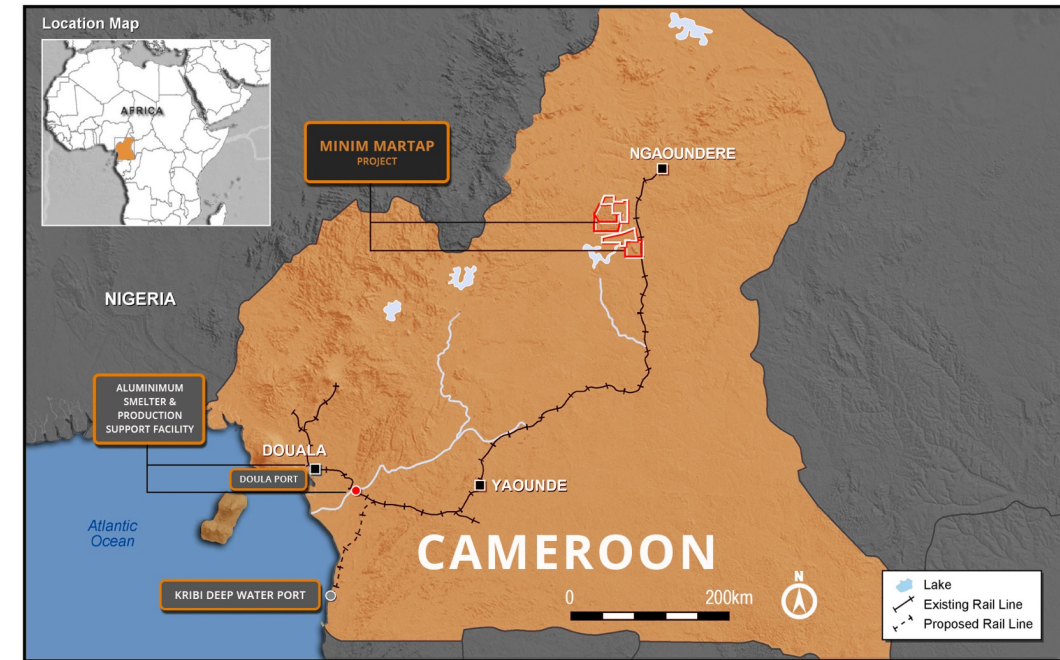 Location Map
AFRICA
MINIM MARTAP
PROJECT
NGAOUNDERE
NIGERIA
ALUMINIMUM
SMELTER &
PRODUCTION
SUPPORT FACILITY
DOUALA
DOULA PORT
YAOUNDE
Atlantic
Ocean
CAMEROON
KRIBI DEEP WATER PORT
0 200km
N
Lake
Existing Rail Line
Proposed Rail Line